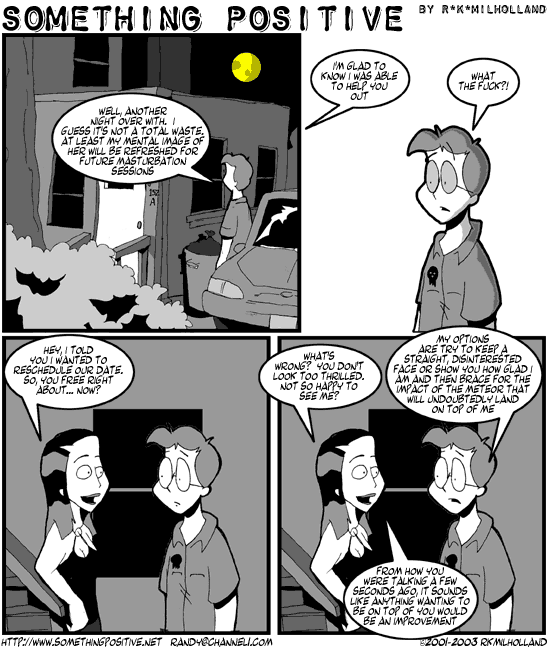 SOMETHING POSITIVE BY R*K*MILHOLLAND
WELL, ANOTHER
NIGHT OVER WITH. I
GUESS IT'S NOT A TOTAL WASTE.
AT LEAST MY MENTAL IMAGE OF
HER WILL BE REFRESHED FOR
FUTURE MASTURBATION
SESSIONS
A
I'M GLAD TO
KNOW I WAS ABLE
TO HELP YOU
OUT
WHAT
THE FUCK?!
HEY, I TOLD
YOU I WANTED TO
RESCHEDULE OUR DATE.
SO, YOU FREE RIGHT
ABOUT... NOW?
WHAT'S
WRONG? YOU DON'T
LOOK TOO THRILLED.
NOT SO HAPPY TO
SEE ME?
MY OPTIONS
ARE TRY TO KEEP A
STRAIGHT, DISINTERESTED
FACE OR SHOW YOU HOW GLAD I
AM AND THEN BRACE FOR THE
IMPACT OF THE METEOR THAT
WILL UNDOUBTEDLY LAND
ON TOP OF ME
FROM HOW YOU
WERE TALKING A FEW
SECONDS AGO, IT SOUNDS
LIKE ANYTHING WANTING TO
BE ON TOP OF YOU WOULD
BE AN IMPROVEMENT
HTTP://WWW.SOMETHINGPOSITIVE.NET RANDY@CHANNEL1.COM ©2001-2003 RKMILHOLLAND